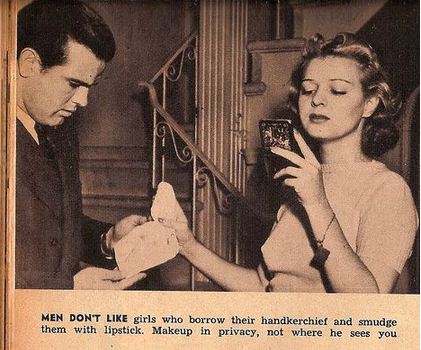 MEN DON'T LIKE girls who borrow their handkerchief and smudge
them with lipstick. Makeup in privacy, not where he sees you